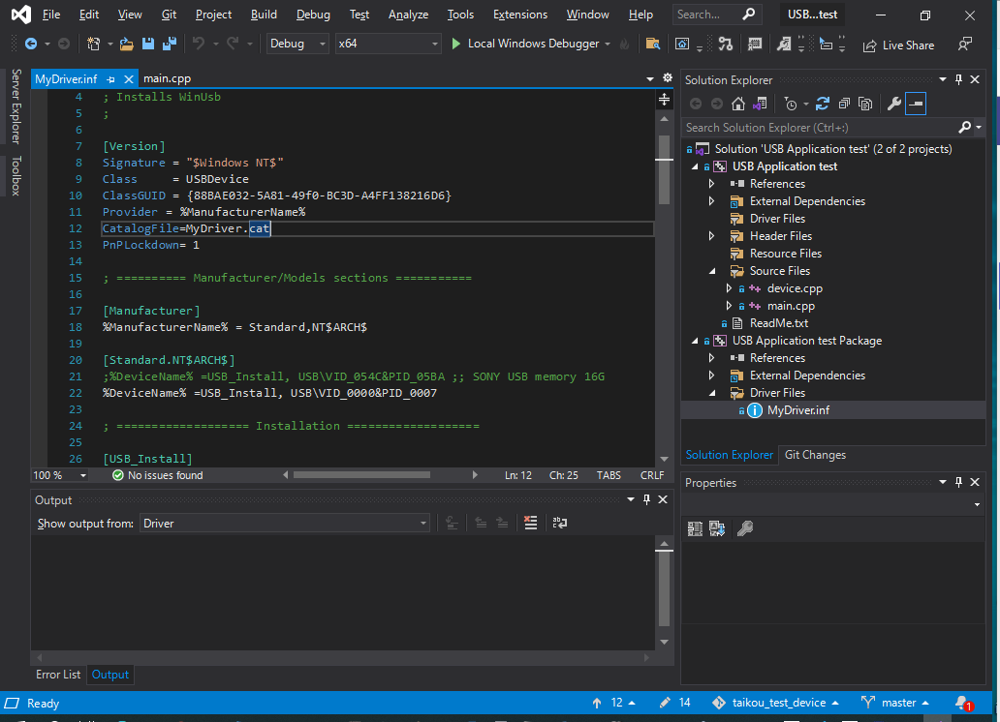 File Edit View Git Project Build Debug Test Analyze Tools Extensions Window Help Search... USB...test
Debug x64 Local Windows Debugger Live Share
Server Explorer
Toolbox
MyDriver.inf main.cpp
4 ; Installs WinUsb
5 ;
6
7 [Version]
8 Signature = "$Windows NT$"
9 Class     = USBDevice
10 ClassGUID = {88BAE032-5A81-49f0-BC3D-A4FF138216D6}
11 Provider = %ManufacturerName%
12 CatalogFile=MyDriver.cat
13 PnPLockdown= 1
14
15 ; ========== Manufacturer/Models sections ===========
16
17 [Manufacturer]
18 %ManufacturerName% = Standard,NT$ARCH$
19
20 [Standard.NT$ARCH$]
21 ;%DeviceName% =USB_Install, USB\VID_054C&PID_05BA ;; SONY USB memory 16G
22 %DeviceName% =USB_Install, USB\VID_0000&PID_0007
23
24 ; =================== Installation ===================
25
26 [USB_Install]
100 % No issues found Ln: 12 Ch: 25 TABS CRLF
Output
Show output from: Driver
Error List Output
Solution Explorer
Search Solution Explorer (Ctrl+:)
Solution 'USB Application test' (2 of 2 projects)
USB Application test
References
External Dependencies
Driver Files
Header Files
Resource Files
Source Files
device.cpp
main.cpp
ReadMe.txt
USB Application test Package
References
External Dependencies
Driver Files
MyDriver.inf
Solution Explorer Git Changes
Properties
Ready 12 14 taikou_test_device master 1